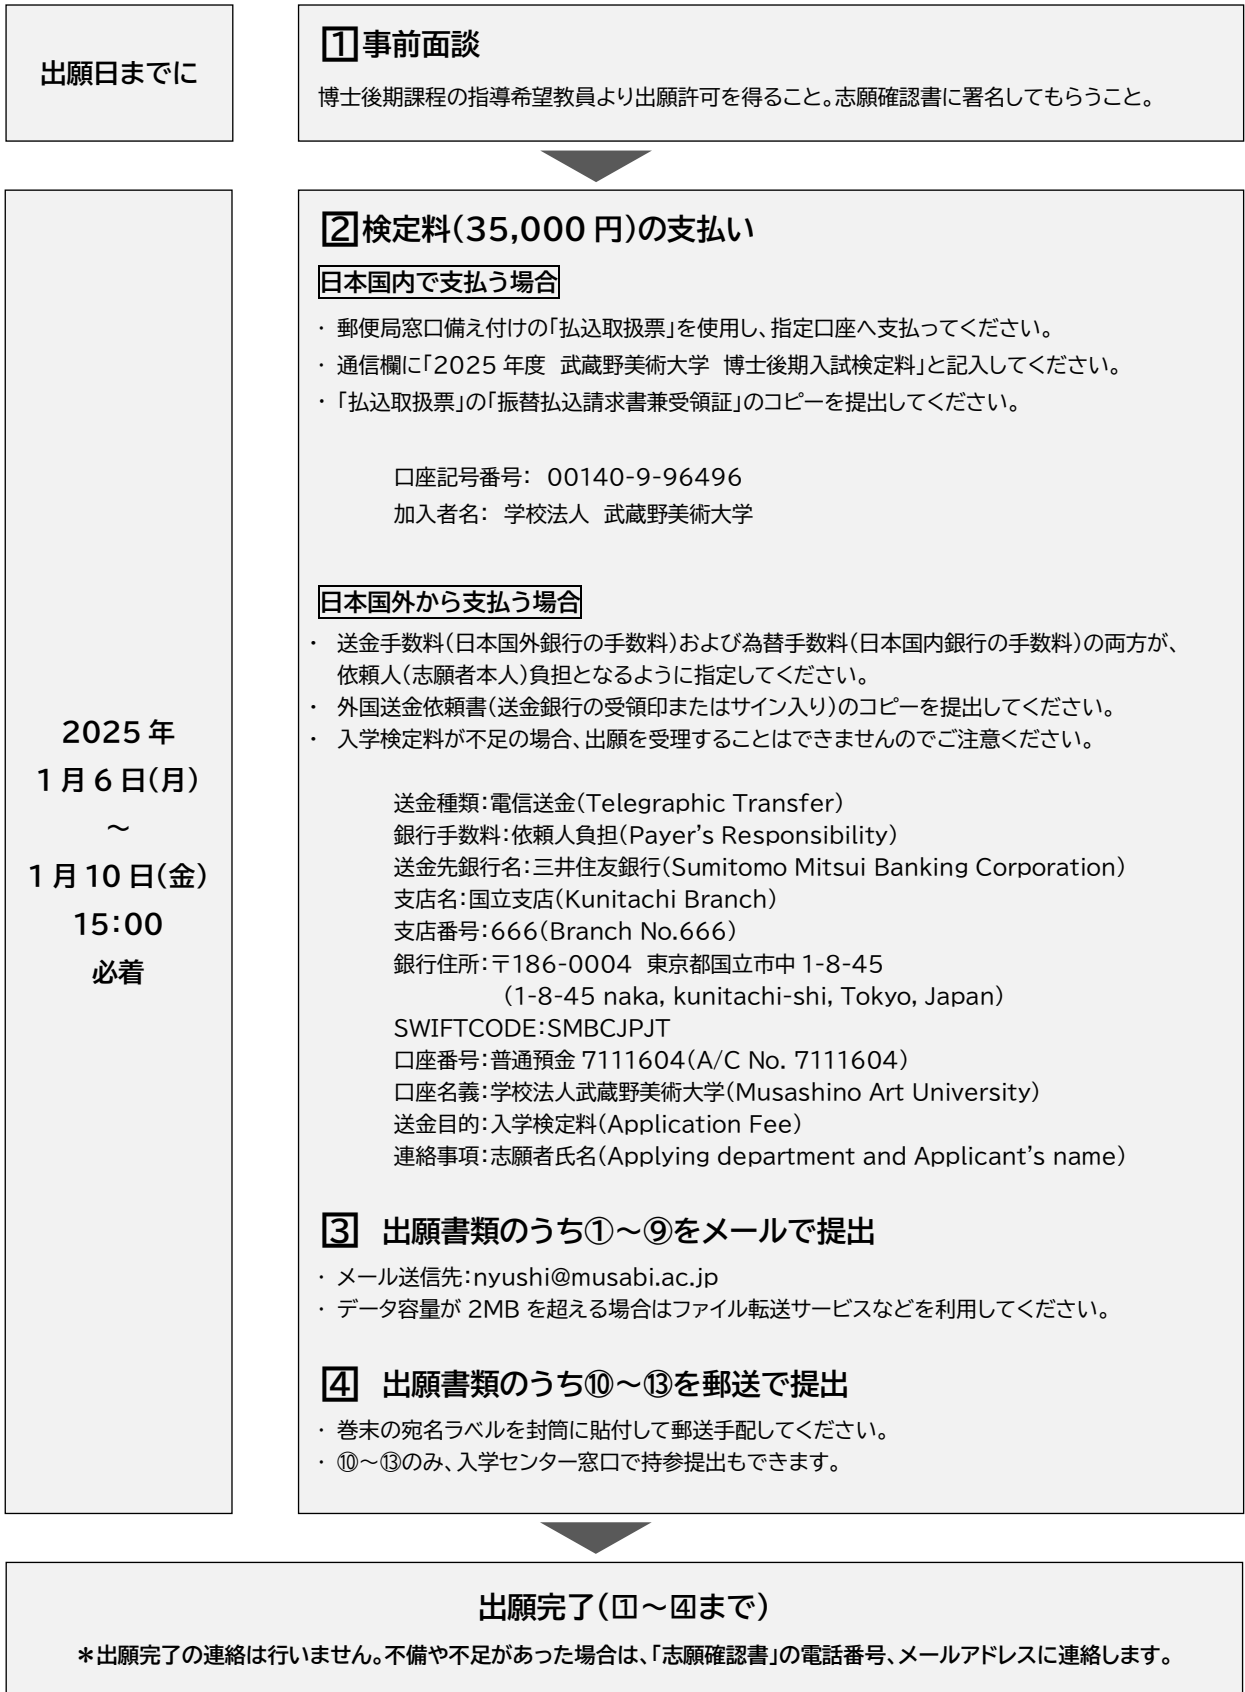 出願日までに
1 事前面談
博士後期課程の指導希望教員より出願許可を得ること。志願確認書に署名してもらうこと。
2025 年
1 月 6 日(月)
~
1 月 10 日(金)
15:00
必着
2 検定料(35,000 円)の支払い
日本国内で支払う場合
・ 郵便局窓口備え付けの「払込取扱票」を使用し、指定口座へ支払ってください。
・ 通信欄に「2025 年度 武蔵野美術大学 博士後期入試検定料」と記入してください。
・「払込取扱票」の「振替払込請求書兼受領証」のコピーを提出してください。
口座記号番号: 00140-9-96496
加入者名: 学校法人 武蔵野美術大学
日本国外から支払う場合
・ 送金手数料(日本国外銀行の手数料)および為替手数料(日本国内銀行の手数料)の両方が、
依頼人(志願者本人)負担となるように指定してください。
・ 外国送金依頼書(送金銀行の受領印またはサイン入り)のコピーを提出してください。
・ 入学検定料が不足の場合、出願を受理することはできませんのでご注意ください。
送金種類:電信送金(Telegraphic Transfer)
銀行手数料:依頼人負担(Payer's Responsibility)
送金先銀行名:三井住友銀行(Sumitomo Mitsui Banking Corporation)
支店名:国立支店(Kunitachi Branch)
支店番号:666(Branch No.666)
銀行住所:〒186-0004 東京都国立市中 1-8-45
(1-8-45 naka, kunitachi-shi, Tokyo, Japan)
SWIFTCODE:SMBCJPJT
口座番号:普通預金 7111604(A/C No. 7111604)
口座名義:学校法人武蔵野美術大学(Musashino Art University)
送金目的:入学検定料(Application Fee)
連絡事項:志願者氏名(Applying department and Applicant's name)
3 出願書類のうち①~⑨をメールで提出
・ メール送信先:nyushi@musabi.ac.jp
・ データ容量が 2MB を超える場合はファイル転送サービスなどを利用してください。
4 出願書類のうち⑩~⑬を郵送で提出
・ 巻末の宛名ラベルを封筒に貼付して郵送手配してください。
・ ⑩~⑬のみ、入学センター窓口で持参提出もできます。
出願完了(1~4まで)
*出願完了の連絡は行いません。不備や不足があった場合は、「志願確認書」の電話番号、メールアドレスに連絡します。